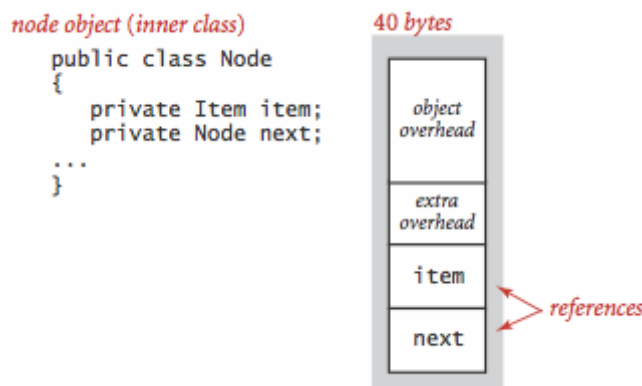 node object (inner class)
public class Node
{
private Item item;
private Node next;
...
}
40 bytes
object
overhead
extra
overhead
item
next
references